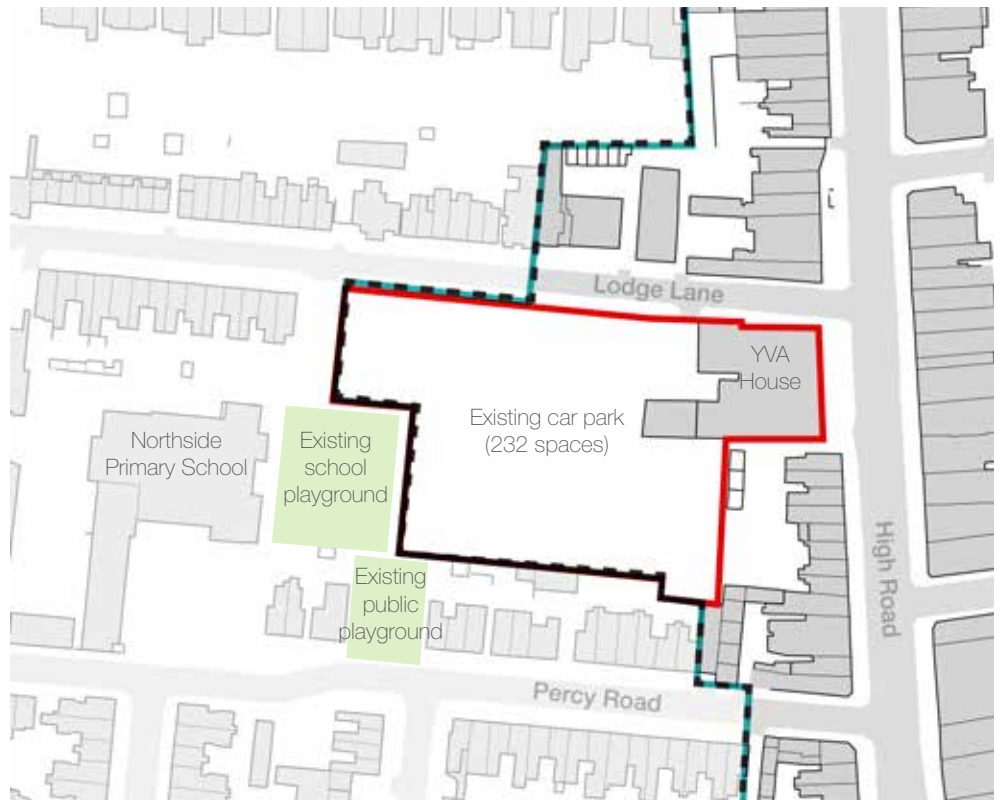 Lodge Lane
YVA
House
Existing car park
(232 spaces)
Northside
Primary School
Existing
school
playground
Existing
public
playground
High Road
Percy Road